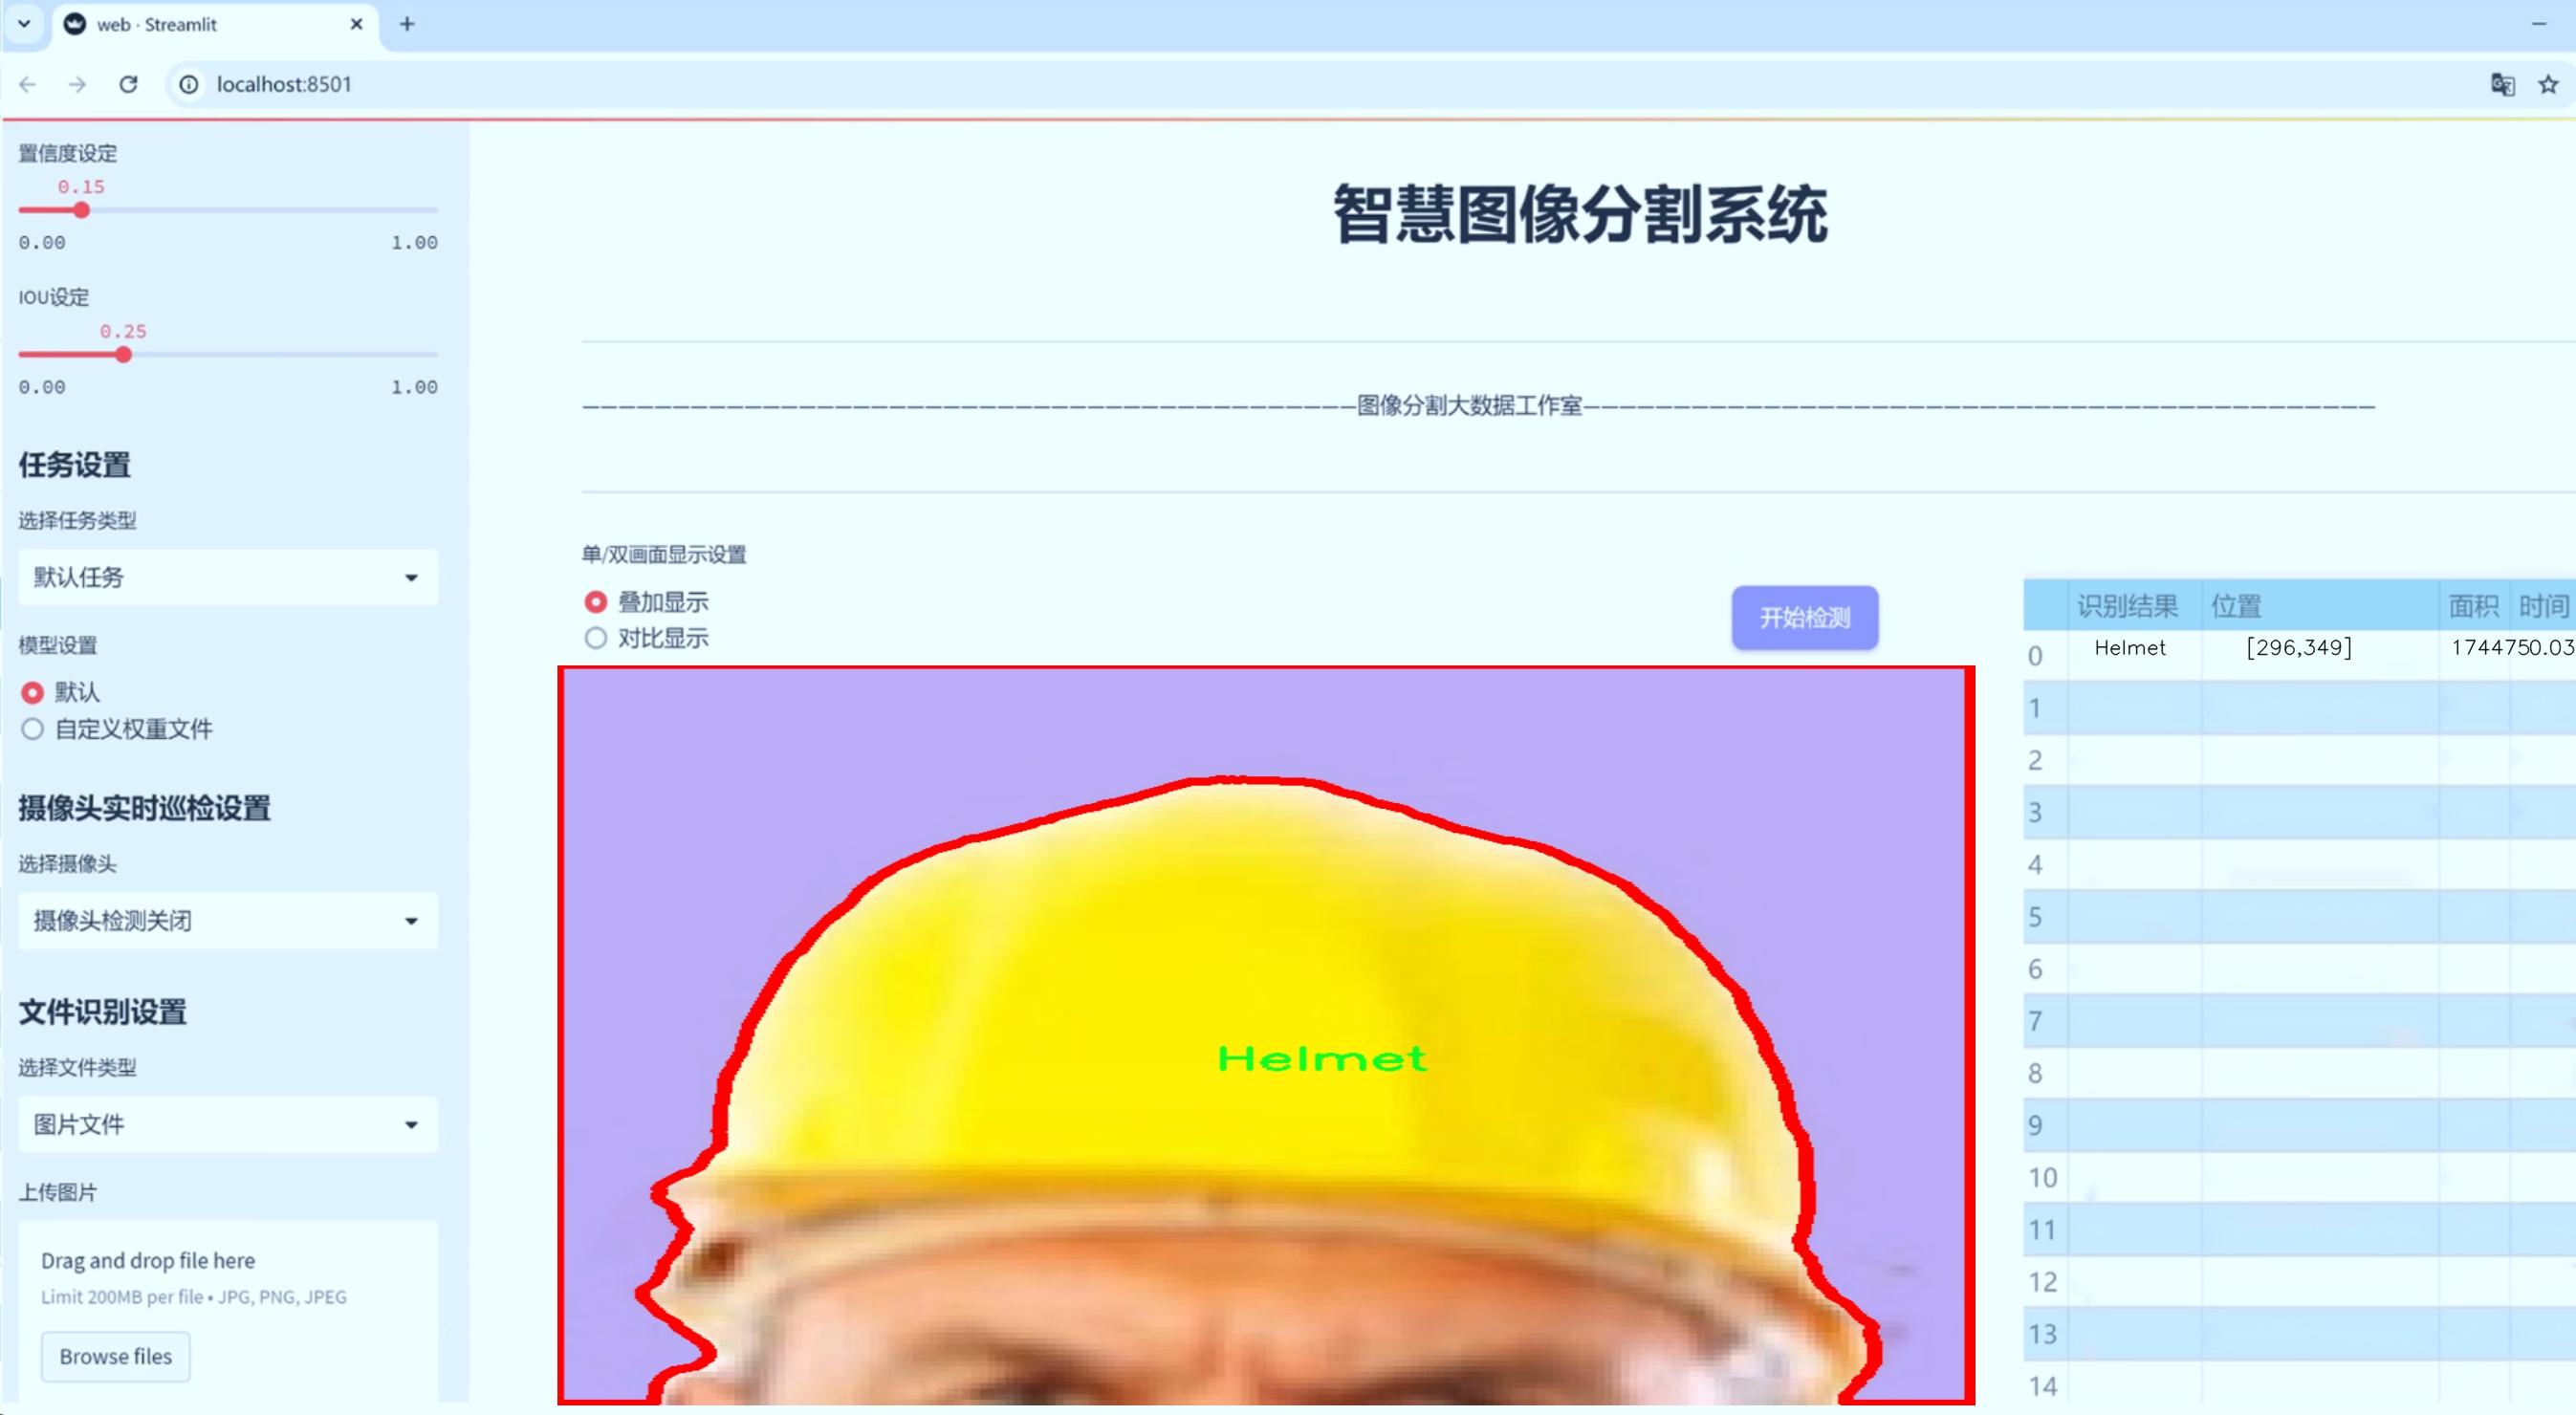 web · Streamlit
localhost:8501
置信度设定
0.15
0.00 1.00
IOU设定
0.25
0.00 1.00
任务设置
选择任务类型
默认任务
模型设置
默认
自定义权重文件
摄像头实时巡检设置
选择摄像头
摄像头检测关闭
文件识别设置
选择文件类型
图片文件
上传图片
Drag and drop file here
Limit 200MB per file • JPG, PNG, JPEG
Browse files
智慧图像分割系统
———————————————————————————————————————————图像分割大数据工作室————————————————————————————————————————————
单/双画面显示设置
叠加显示
对比显示
开始检测
Helmet
识别结果 位置 面积 时间
0 Helmet [296,349] 1744750.03
1
2
3
4
5
6
7
8
9
10
11
12
13
14